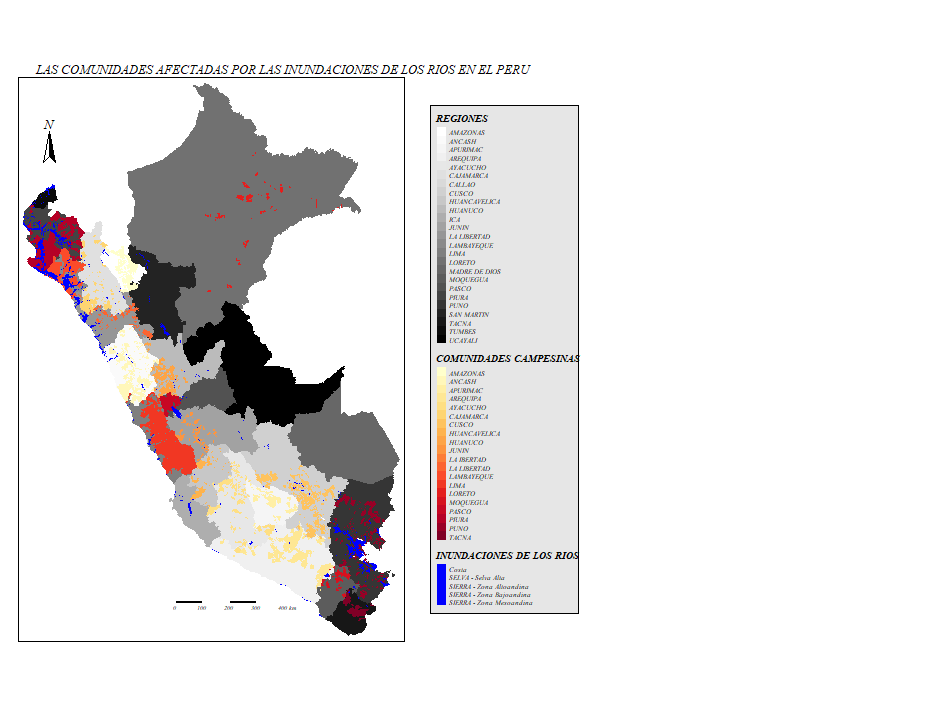 LAS COMUNIDADES AFECTADAS POR LAS INUNDACIONES DE LOS RIOS EN EL PERU
N
0 100 200 300 400 km
REGIONES
AMAZONAS
ANCASH
APURIMAC
AREQUIPA
AYACUCHO
CAJAMARCA
CALLAO
CUSCO
HUANCAVELICA
HUANUCO
ICA
JUNIN
LA LIBERTAD
LAMBAYEQUE
LIMA
LORETO
MADRE DE DIOS
MOQUEGUA
PASCO
PIURA
PUNO
SAN MARTIN
TACNA
TUMBES
UCAYALI
COMUNIDADES CAMPESINAS
AMAZONAS
ANCASH
APURIMAC
AREQUIPA
AYACUCHO
CAJAMARCA
CUSCO
HUANCAVELICA
HUANUCO
JUNIN
LA IBERTAD
LA LIBERTAD
LAMBAYEQUE
LIMA
LORETO
MOQUEGUA
PASCO
PIURA
PUNO
TACNA
INUNDACIONES DE LOS RIOS
Costa
SELVA - Selva Alta
SIERRA - Zona Altoandina
SIERRA - Zona Bajoandina
SIERRA - Zona Mesoandina